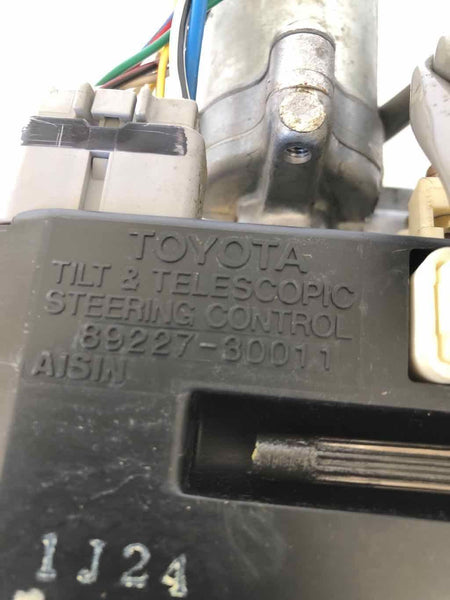 TOYOTA
TILT & TELESCOPIC
STEERING CONTROL
89227-30011
AISIN
1J24